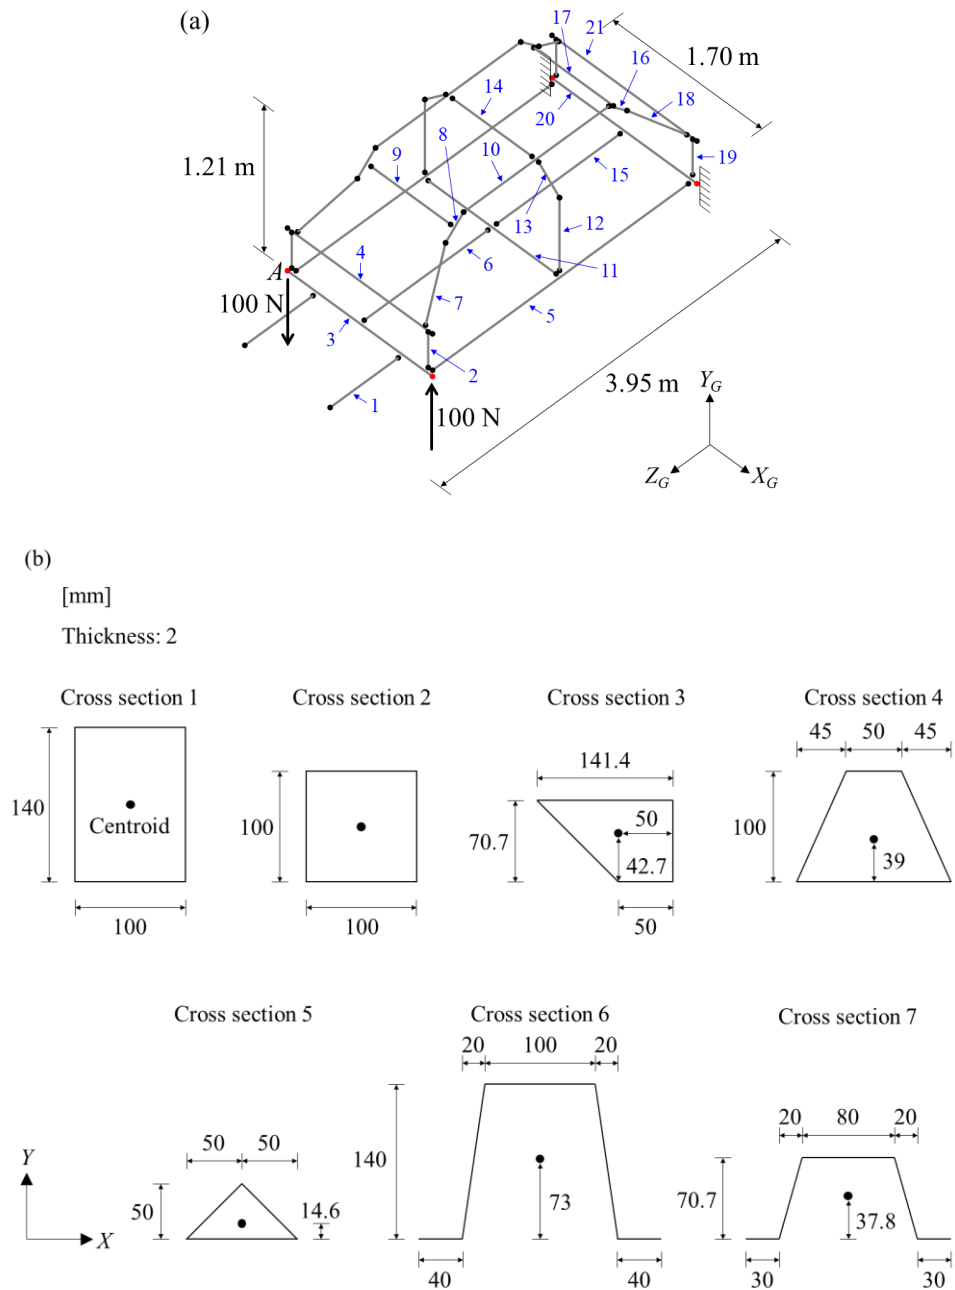 (a)
17
21
1.70 m
14
16
18
20
1.21 m
8
10
9
15
19
13
12
A
4
6
11
100 N
7
5
3
2
3.95 m
1
100 N
Y_G
Z_G
X_G
(b)
[mm]
Thickness: 2
Cross section 1
Cross section 2
Cross section 3
Cross section 4
45 50 45
141.4
140
Centroid
100
70.7
50
42.7
100
39
100
100
50
Cross section 5
Cross section 6
Cross section 7
20 100 20
20 80 20
50 50
Y
140
50
14.6
73
70.7
37.8
X
40
40
30
30